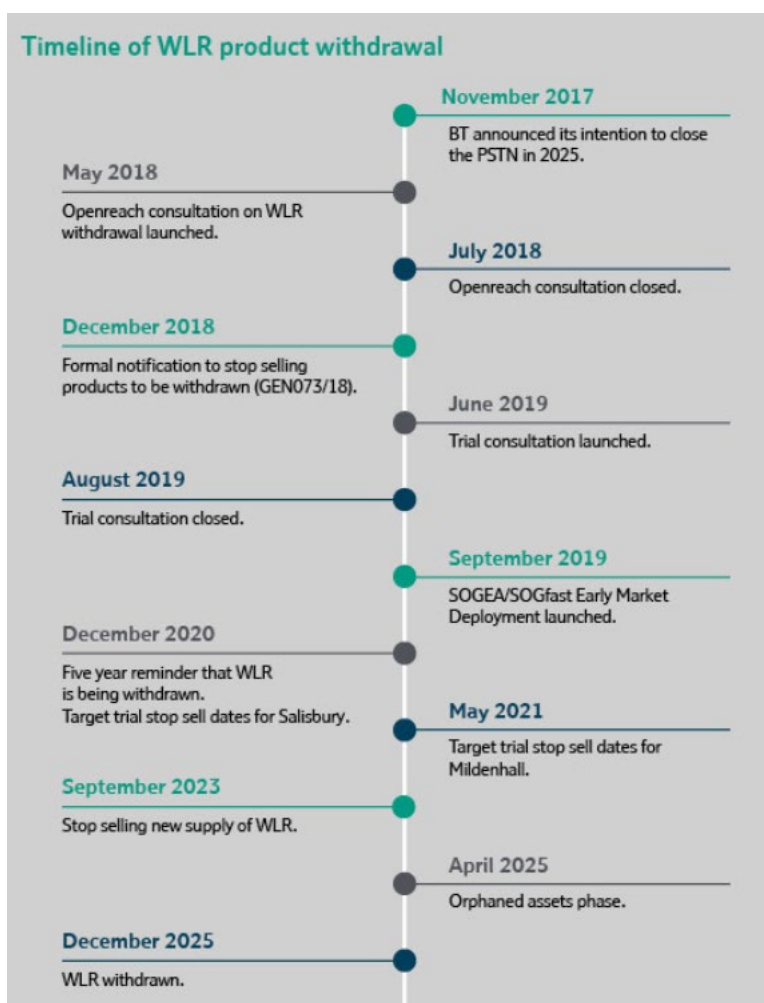 Timeline of WLR product withdrawal
November 2017
BT announced its intention to close
the PSTN in 2025.
May 2018
Openreach consultation on WLR
withdrawal launched.
July 2018
Openreach consultation closed.
December 2018
Formal notification to stop selling
products to be withdrawn (GEN073/18).
June 2019
Trial consultation launched.
August 2019
Trial consultation closed.
September 2019
SOGEA/SOGfast Early Market
Deployment launched.
December 2020
Five year reminder that WLR
is being withdrawn.
Target trial stop sell dates for Salisbury.
May 2021
Target trial stop sell dates for
Mildenhall.
September 2023
Stop selling new supply of WLR.
April 2025
Orphaned assets phase.
December 2025
WLR withdrawn.